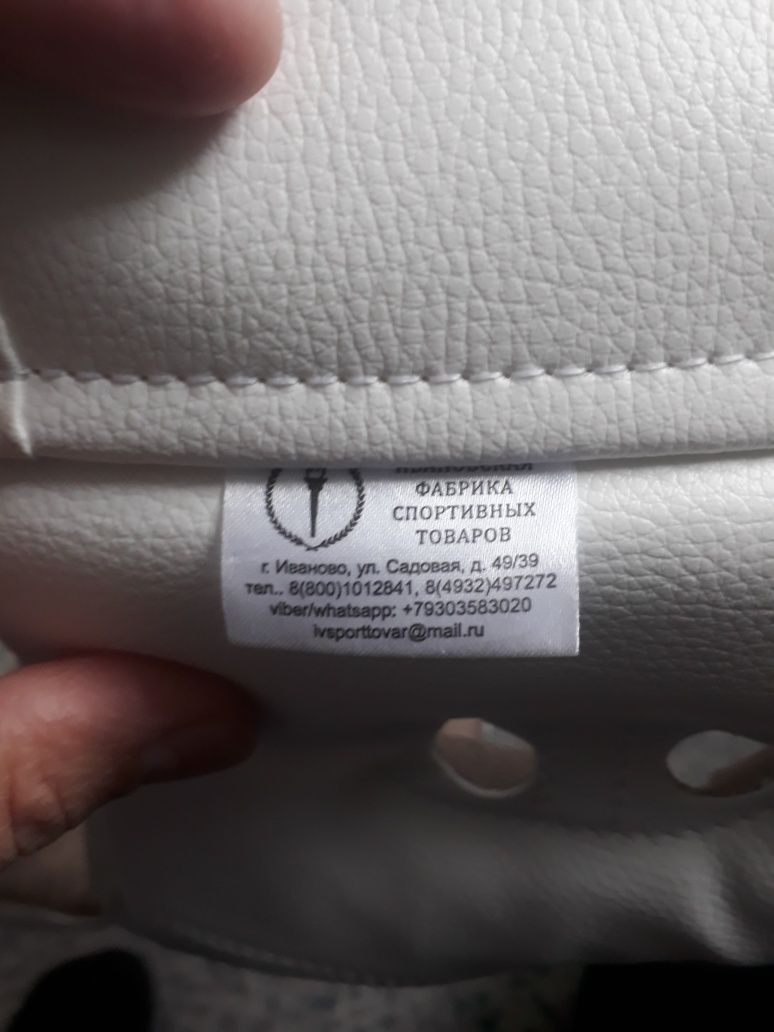 ИВАНОВСКАЯ
ФАБРИКА
СПОРТИВНЫХ
ТОВАРОВ
г. Иваново, ул. Садовая, д. 49/39
тел.. 8(800)1012841, 8(4932)497272
viber/whatsapp: +79303583020
ivsporttovar@mail.ru